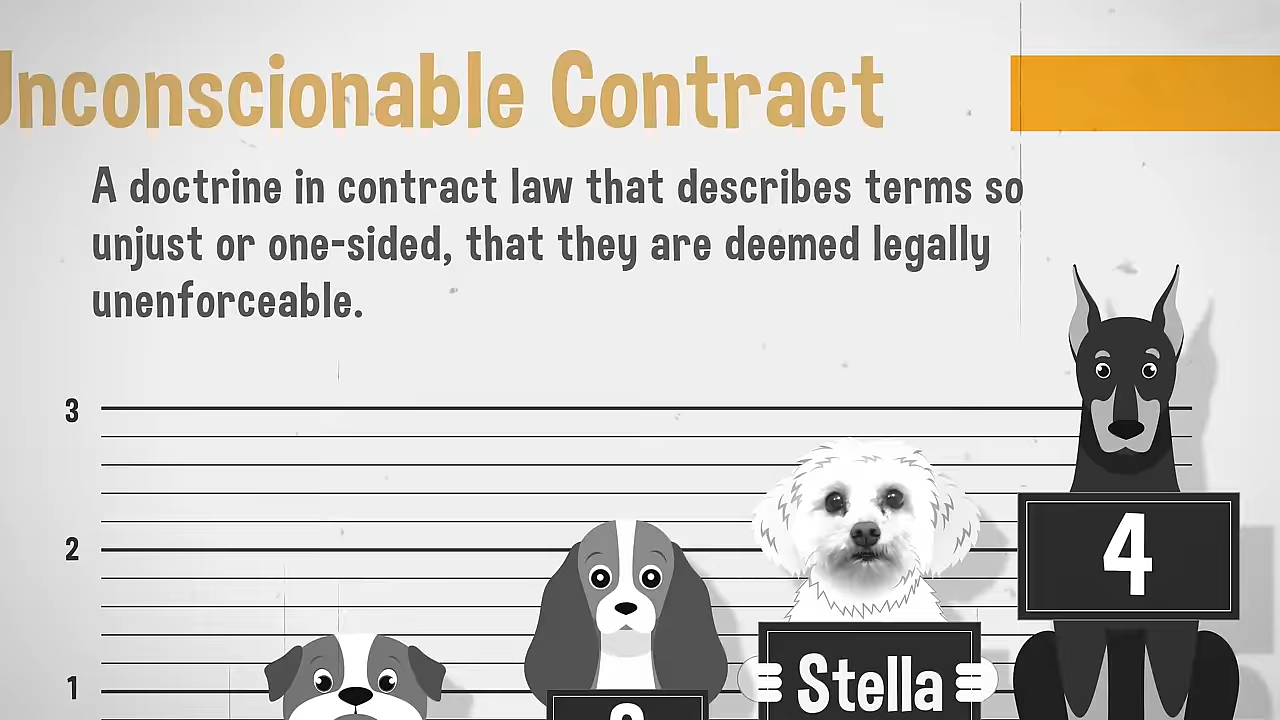 Unconscionable Contract
A doctrine in contract law that describes terms so
unjust or one-sided, that they are deemed legally
unenforceable.
3
2
1
4
Stella